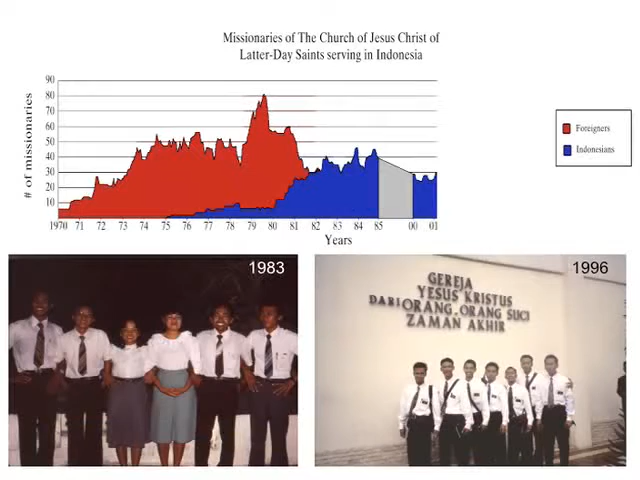 Missionaries of The Church of Jesus Christ of
Latter-Day Saints serving in Indonesia
# of missionaries
90
80
70
60
50
40
30
20
10
1970 71 72 73 74 75 76 77 78 79 80 81 82 83 84 85 00 01
Years
Foreigners
Indonesians
1983
1996
GEREJA
YESUS KRISTUS
DARI ORANG, ORANG SUCI
ZAMAN AKHIR